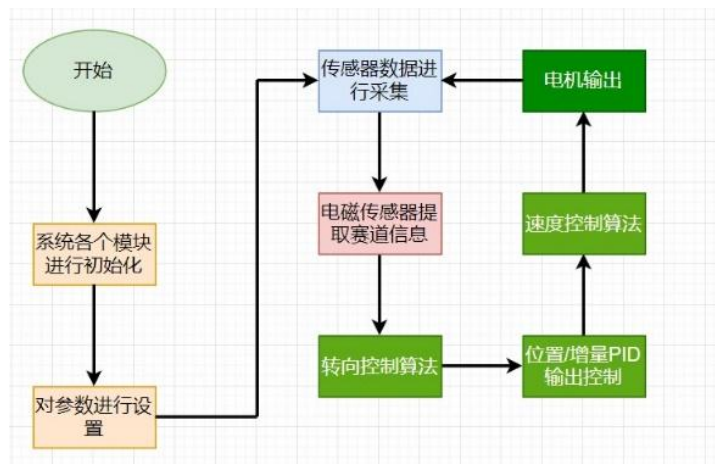 开始
系统各个模块
进行初始化
对参数进行设
置
传感器数据进
行采集
电磁传感器提
取赛道信息
转向控制算法
位置/增量PID
输出控制
速度控制算法
电机输出